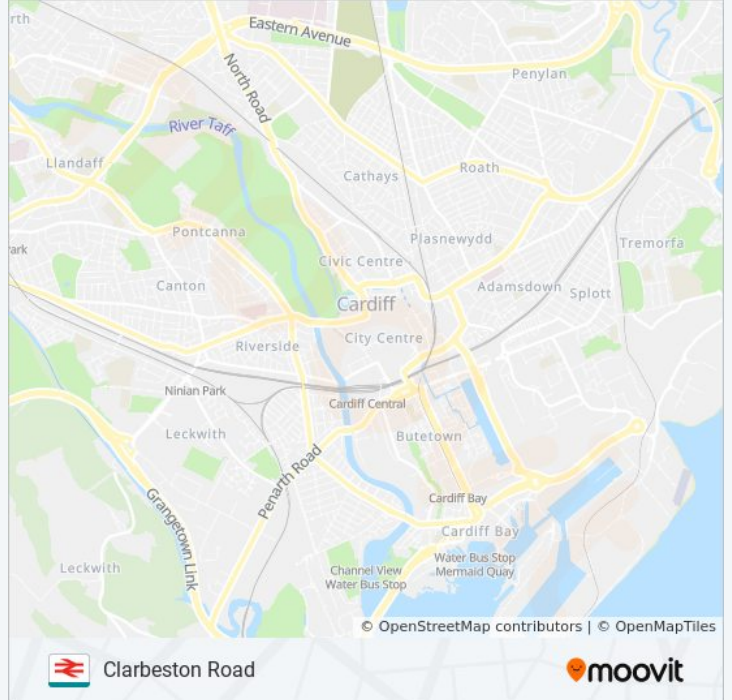 rth
Eastern Avenue
North Road
Penylan
River Taff
Llandaff
Cathays
Roath
Pontcanna
Plasnewydd
Tremorfa
ark
Civic Centre
Canton
Adamsdown
Splott
Cardiff
City Centre
Riverside
Ninian Park
Cardiff Central
Leckwith
Butetown
Penarth Road
Grangetown Link
Cardiff Bay
Cardiff Bay
Leckwith
Channel View
Water Bus Stop
Water Bus Stop
Mermaid Quay
© OpenStreetMap contributors | © OpenMapTiles
Clarbeston Road
moovit